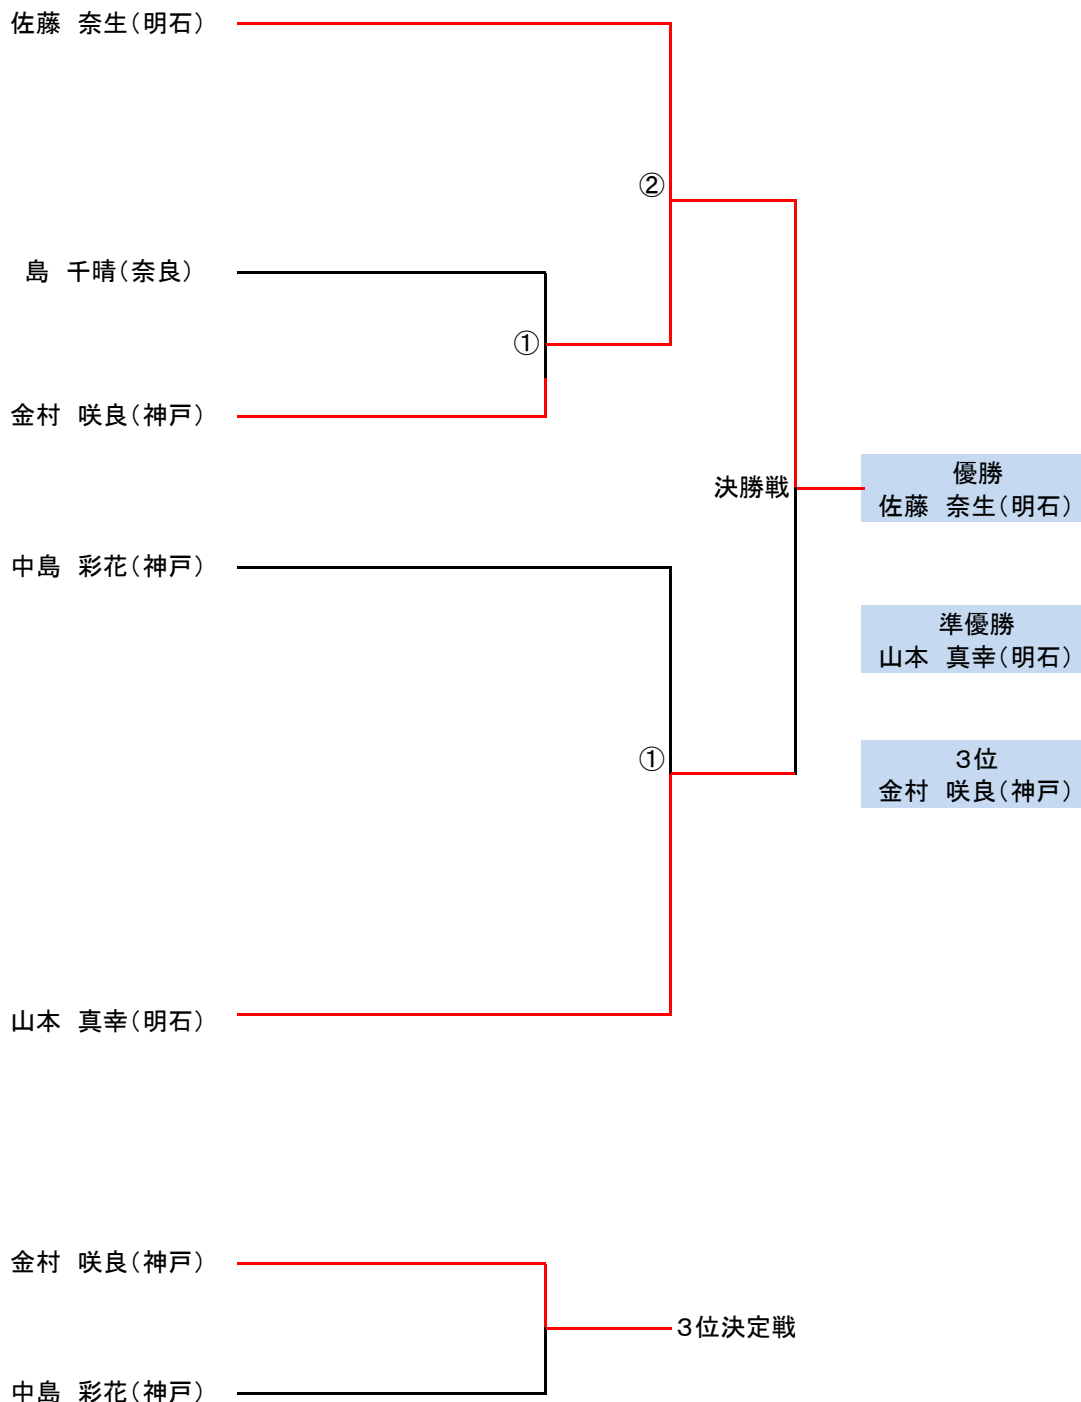 佐藤　奈生（明石）
②
島　千晴（奈良）
①
金村　咲良（神戸）
決勝戦
優勝
佐藤　奈生（明石）
中島　彩花（神戸）
準優勝
山本　真幸（明石）
①
３位
金村　咲良（神戸）
山本　真幸（明石）
金村　咲良（神戸）
３位決定戦
中島　彩花（神戸）